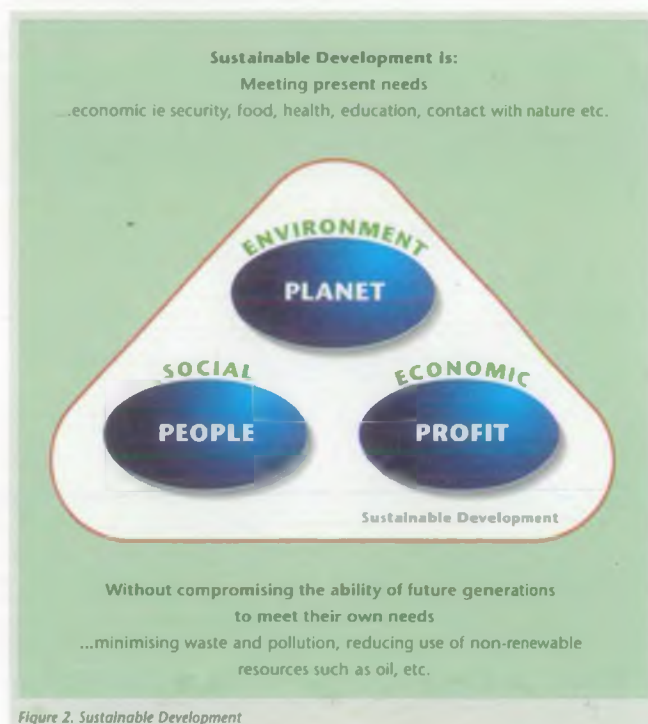 Sustainable Development is:
Meeting present needs
...economic ie security, food, health, education, contact with nature etc.
ENVIRONMENT
PLANET
SOCIAL
PEOPLE
ECONOMIC
PROFIT
Sustainable Development
Without compromising the ability of future generations
to meet their own needs
...minimising waste and pollution, reducing use of non-renewable
resources such as oil, etc.
Figure 2. Sustainable Development